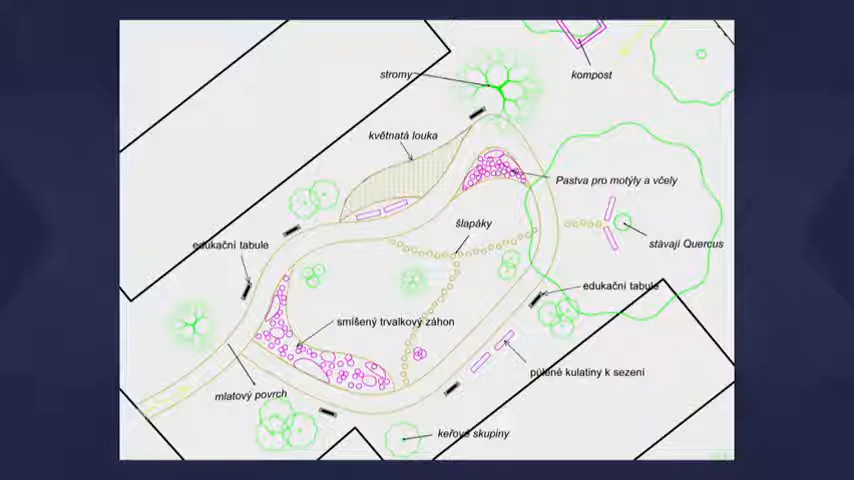 stromy
kompost
květnatá louka
Pastva pro motýly a včely
šlapáky
edukační tabule
stávají Quercus
edukační tabule
smíšený trvalkový záhon
půlené kulatiny k sezení
mlatový povrch
keřové skupiny